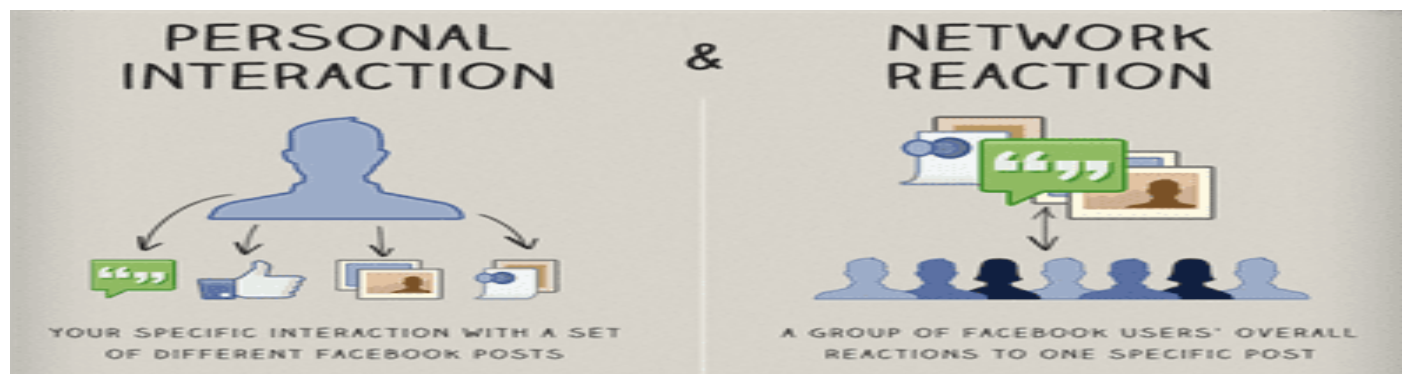 PERSONAL
INTERACTION
&
NETWORK
REACTION
YOUR SPECIFIC INTERACTION WITH A SET
OF DIFFERENT FACEBOOK POSTS
A GROUP OF FACEBOOK USERS' OVERALL
REACTIONS TO ONE SPECIFIC POST